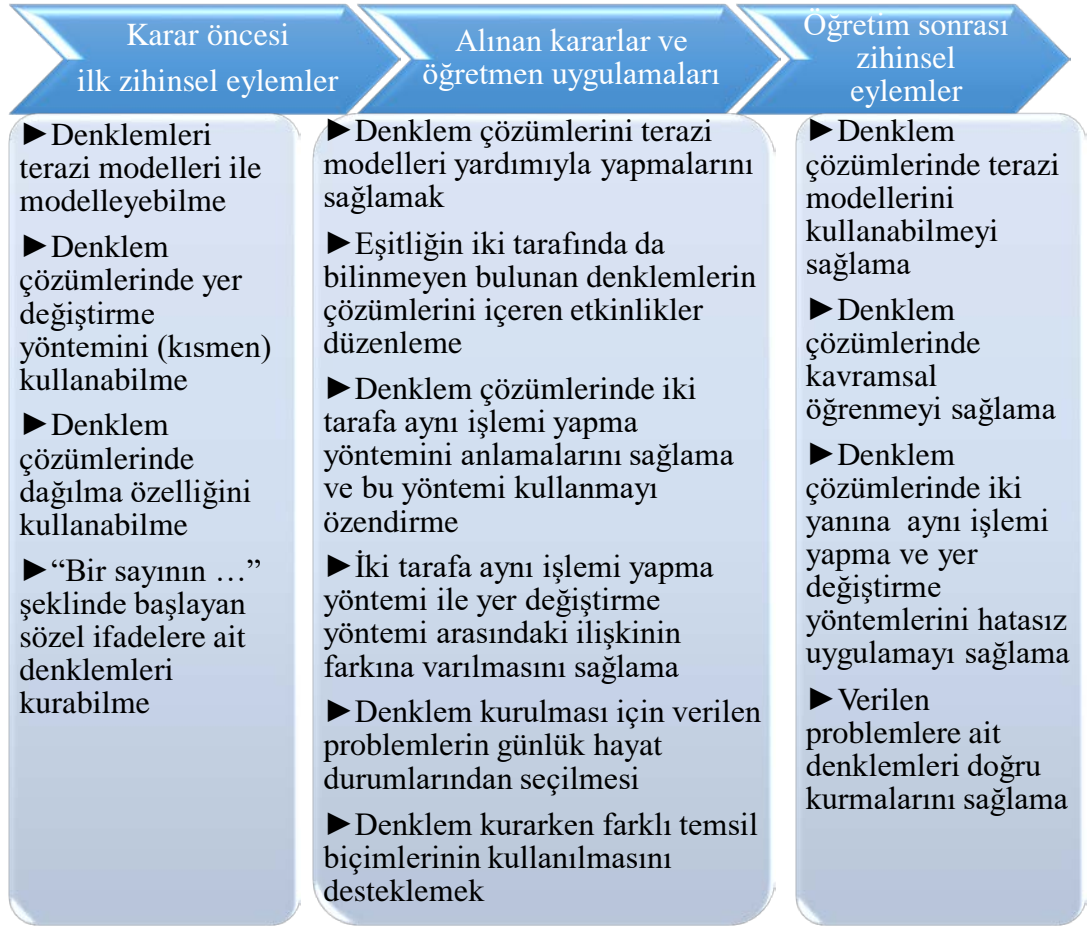 Karar öncesi
ilk zihinsel eylemler
Alınan kararlar ve
öğretmen uygulamaları
Öğretim sonrası
zihinsel
eylemler
►Denklemleri
terazi modelleri ile
modelleyebilme
►Denklem
çözümlerinde yer
değiştirme
yöntemini (kısmen)
kullanabilme
►Denklem
çözümlerinde
dağılma özelliğini
kullanabilme
►“Bir sayının …”
şeklinde başlayan
sözel ifadelere ait
denklemleri
kurabilme
►Denklem çözümlerini terazi
modelleri yardımıyla yapmalarını
sağlamak
►Eşitliğin iki tarafında da
bilinmeyen bulunan denklemlerin
çözümlerini içeren etkinlikler
düzenleme
►Denklem çözümlerinde iki
tarafa aynı işlemi yapma
yöntemini anlamalarını sağlama
ve bu yöntemi kullanmayı
özendirme
►İki tarafa aynı işlemi yapma
yöntemi ile yer değiştirme
yöntemi arasındaki ilişkinin
farkına varılmasını sağlama
►Denklem kurulması için verilen
problemlerin günlük hayat
durumlarından seçilmesi
►Denklem kurarken farklı temsil
biçimlerinin kullanılmasını
desteklemek
►Denklem
çözümlerinde terazi
modellerini
kullanabilmeyi
sağlama
►Denklem
çözümlerinde
kavramsal
öğrenmeyi sağlama
►Denklem
çözümlerinde iki
yanına aynı işlemi
yapma ve yer
değiştirme
yöntemlerini hatasız
uygulamayı sağlama
►Verilen
problemlere ait
denklemleri doğru
kurmalarını sağlama